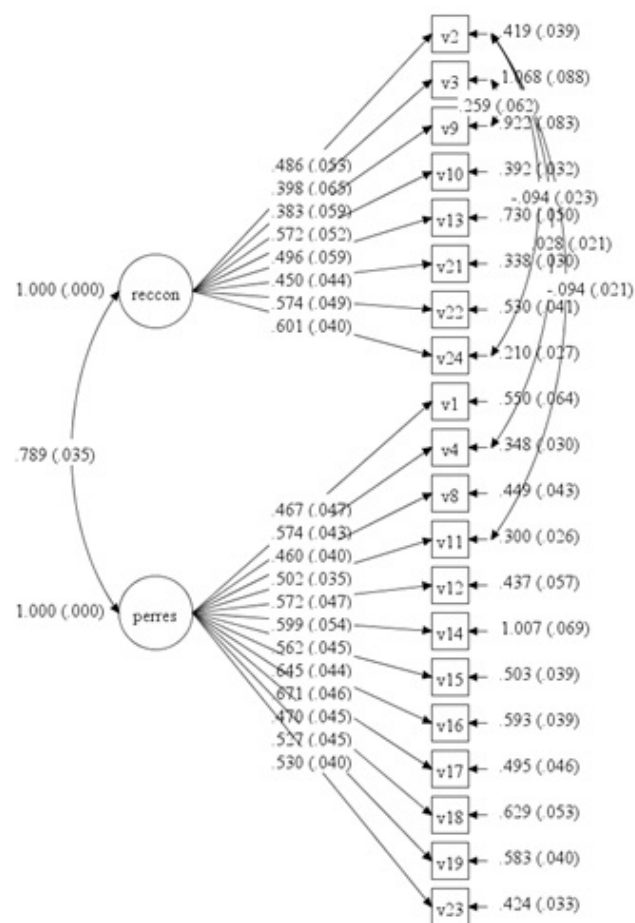 v2 .419 (.039)
v3 1.068 (.088)
.259 (.062)
v9 .922 (.083)
.486 (.053)
v10 .392 (.032)
.398 (.065)
-.094 (.023)
.383 (.059)
v13 .730 (.050)
.572 (.052)
.028 (.021)
.496 (.059)
v21 .338 (.030)
.450 (.044)
1.000 (.000) reccon
-.094 (.021)
.574 (.049)
v22 .530 (.041)
.601 (.040)
v24 .210 (.027)
v1 .550 (.064)
v4 .348 (.030)
.789 (.035)
v8 .449 (.043)
.467 (.047)
.574 (.043)
v11 .300 (.026)
.460 (.040)
.502 (.035)
v12 .437 (.057)
.572 (.047)
1.000 (.000) perres
.599 (.054)
v14 1.007 (.069)
.562 (.045)
v15 .503 (.039)
.645 (.044)
.671 (.046)
v16 .593 (.039)
.470 (.045)
.527 (.045)
.530 (.040)
v17 .495 (.046)
v18 .629 (.053)
v19 .583 (.040)
v23 .424 (.033)